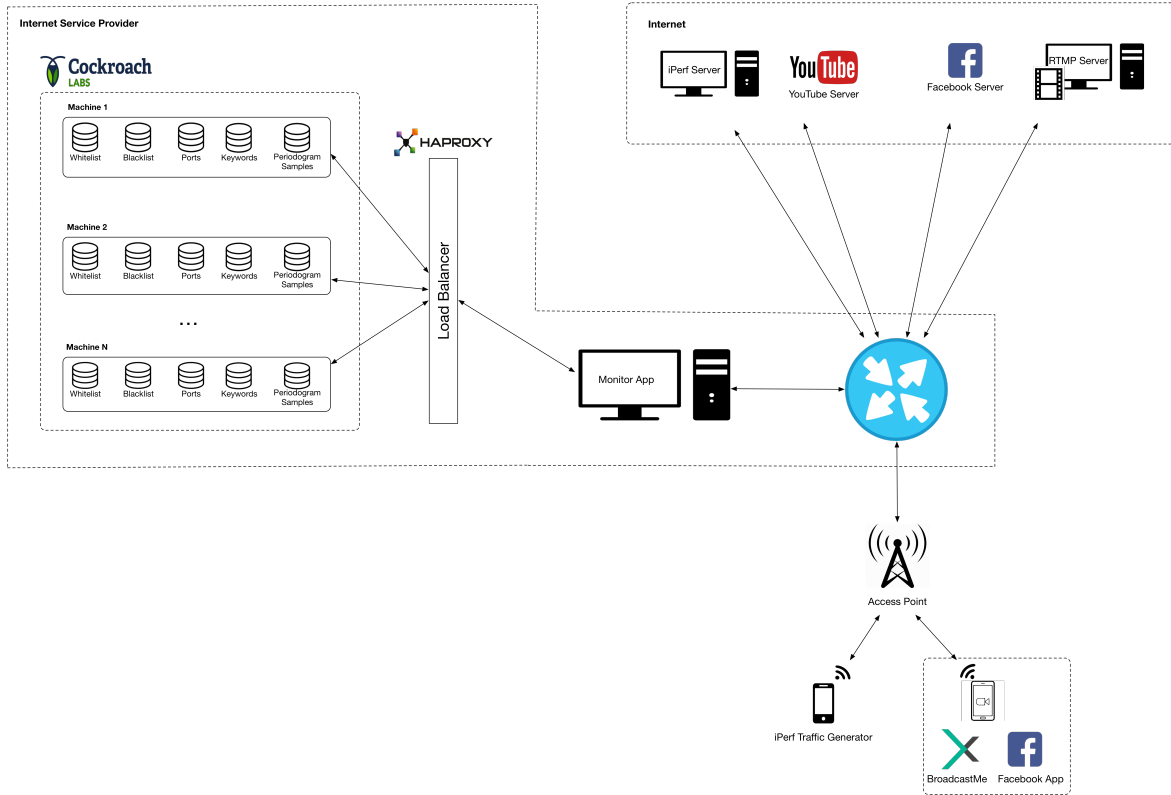 Internet Service Provider
Cockroach
LABS
Machine 1
Whitelist
Blacklist
Ports
Keywords
Periodogram
Samples
Machine 2
Whitelist
Blacklist
Ports
Keywords
Periodogram
Samples
...
Machine N
Whitelist
Blacklist
Ports
Keywords
Periodogram
Samples
HAPROXY
Load Balancer
Monitor App
Internet
iPerf Server
YouTube
YouTube Server
Facebook Server
RTMP Server
Access Point
iPerf Traffic Generator
BroadcastMe
Facebook App